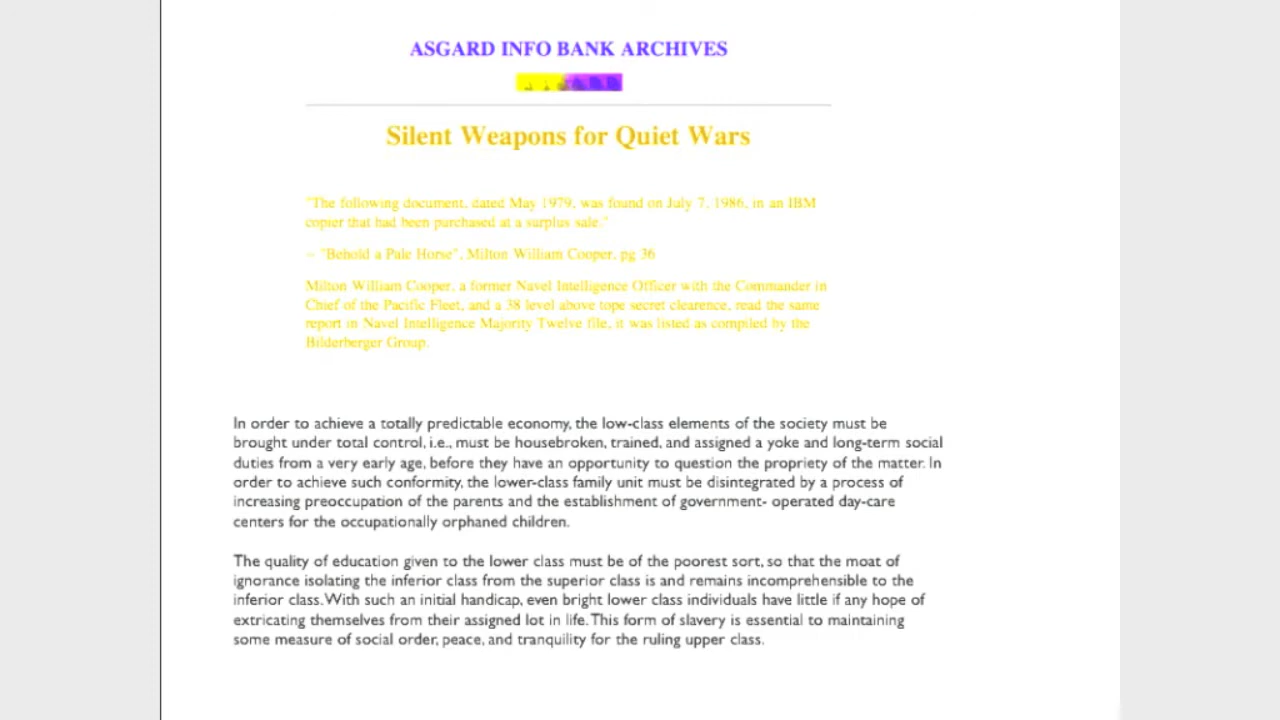 ASGARD INFO BANK ARCHIVES
Silent Weapons for Quiet Wars
"The following document, dated May 1979, was found on July 7, 1986, in an IBM
copier that had been purchased at a surplus sale."
-- "Behold a Pale Horse", Milton William Cooper, pg 36
Milton William Cooper, a former Navel Intelligence Officer with the Commander in
Chief of the Pacific Fleet, and a 38 level above tope secret clearence, read the same
report in Navel Intelligence Majority Twelve file, it was listed as compiled by the
Bilderberger Group.
In order to achieve a totally predictable economy, the low-class elements of the society must be
brought under total control, i.e., must be housebroken, trained, and assigned a yoke and long-term social
duties from a very early age, before they have an opportunity to question the propriety of the matter. In
order to achieve such conformity, the lower-class family unit must be disintegrated by a process of
increasing preoccupation of the parents and the establishment of government- operated day-care
centers for the occupationally orphaned children.
The quality of education given to the lower class must be of the poorest sort, so that the moat of
ignorance isolating the inferior class from the superior class is and remains incomprehensible to the
inferior class. With such an initial handicap, even bright lower class individuals have little if any hope of
extricating themselves from their assigned lot in life. This form of slavery is essential to maintaining
some measure of social order, peace, and tranquility for the ruling upper class.